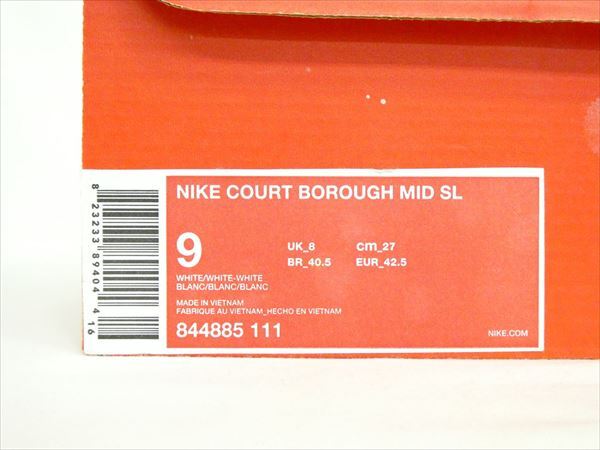 NIKE COURT BOROUGH MID SL
9
UK_8 cm_27
BR_40.5 EUR_42.5
WHITE/WHITE-WHITE
BLANC/BLANC/BLANC
MADE IN VIETNAM
FABRIQUE AU VIETNAM_HECHO EN VIETNAM
844885 111
NIKE.COM
8 23233 89404 4 16